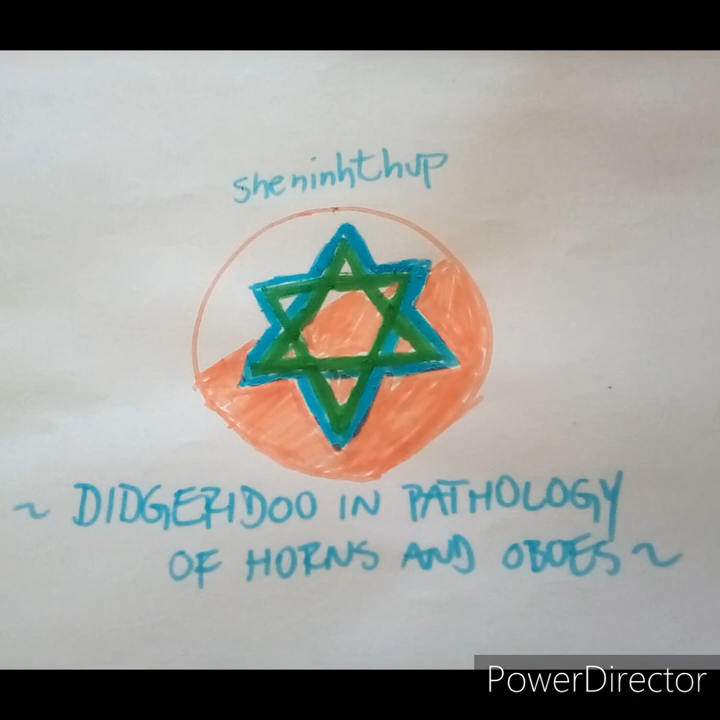 sheninhthup
~ DIDGERIDOO IN PATHOLOGY
OF HORNS AND OBOES ~
PowerDirector